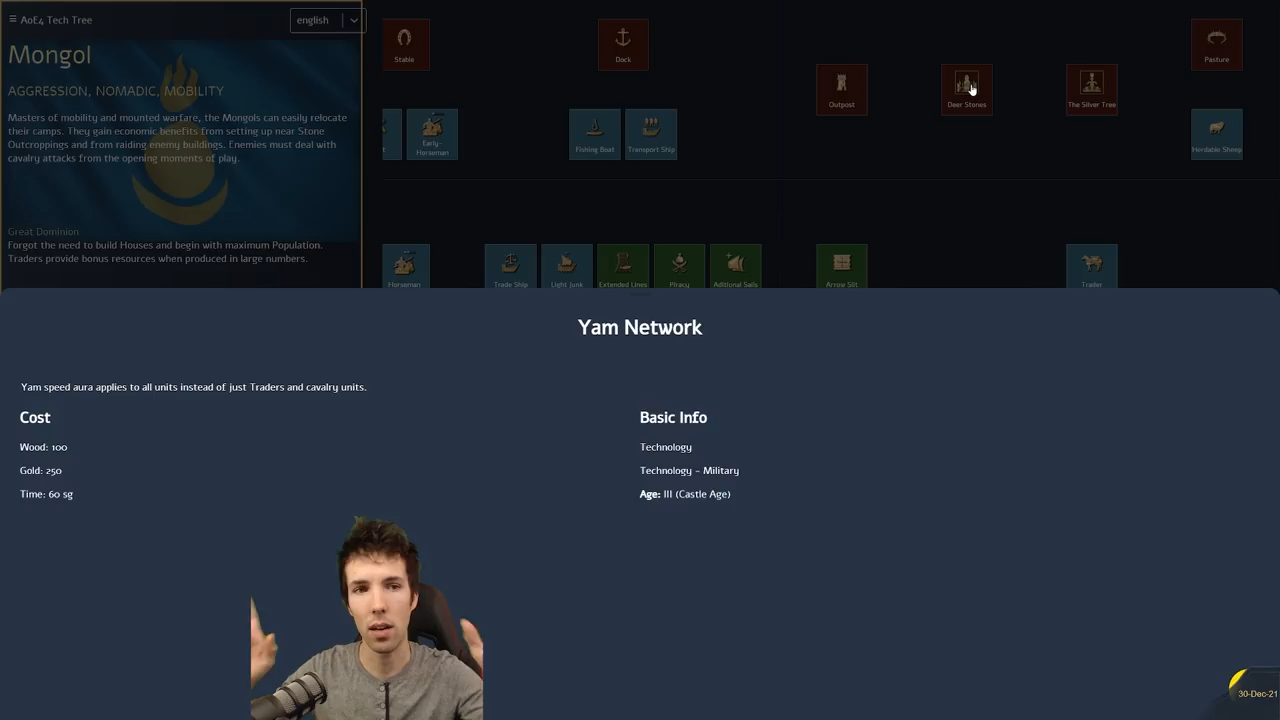 ≡ AoE4 Tech Tree
english
Mongol
AGGRESSION, NOMADIC, MOBILITY
Masters of mobility and mounted warfare, the Mongols can easily relocate
their camps. They gain economic benefits from setting up near Stone
Outcroppings and from raiding enemy buildings. Enemies must deal with
cavalry attacks from the opening moments of play.
Great Dominion
Forgot the need to build Houses and begin with maximum Population.
Traders provide bonus resources when produced in large numbers.
Stable
Dock
Outpost
Deer Stones
The Silver Tree
Pasture
Early-
Horseman
Fishing Boat
Transport Ship
Herdable Sheep
Horseman
Trade Ship
Light Junk
Extended Lines
Piracy
Aditional Sails
Arrow Slit
Trader
Yam Network
Yam speed aura applies to all units instead of just Traders and cavalry units.
Cost
Wood: 100
Gold: 250
Time: 60 sg
Basic Info
Technology
Technology - Military
Age: III (Castle Age)
30-Dec-21